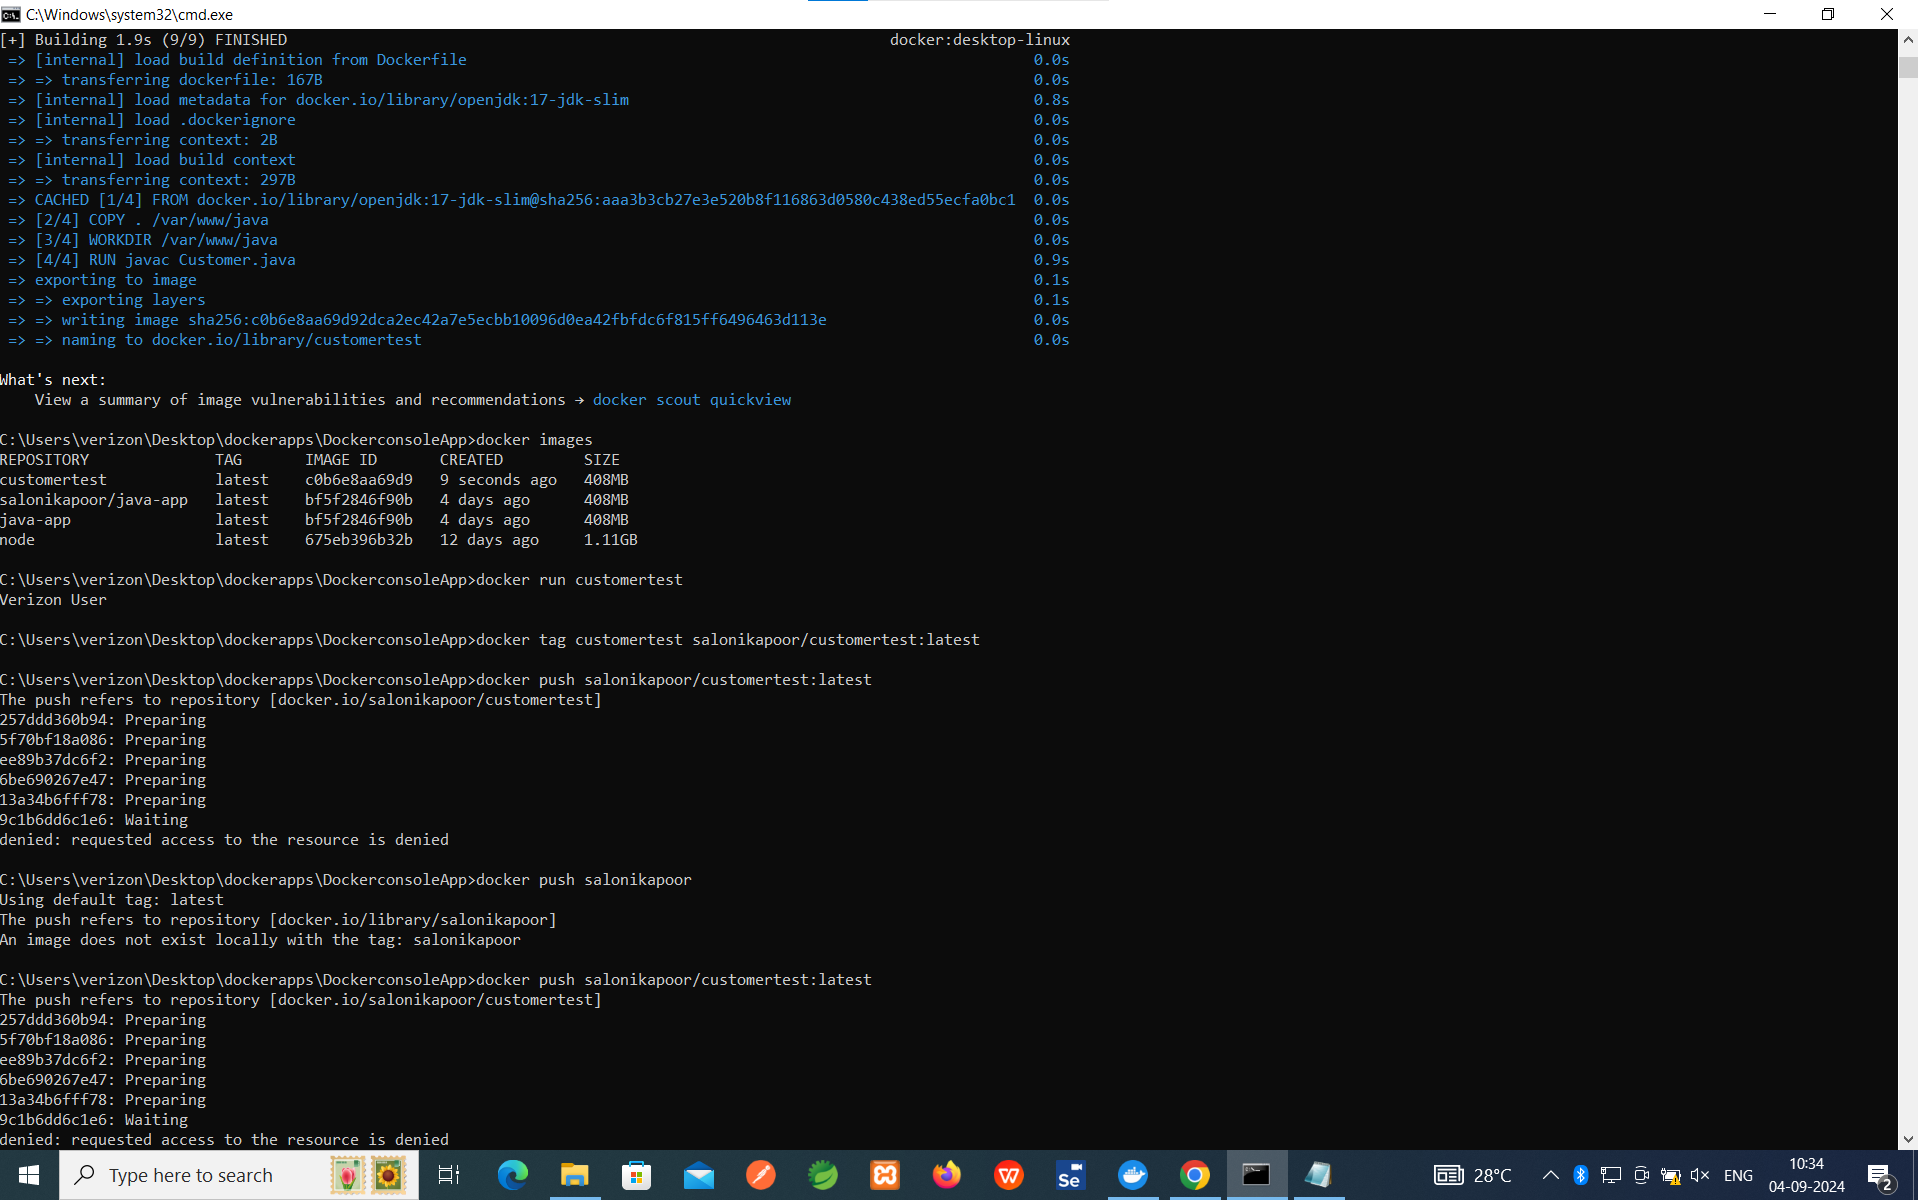 C:\Windows\system32\cmd.exe
[+] Building 1.9s (9/9) FINISHED docker:desktop-linux
=> [internal] load build definition from Dockerfile 0.0s
=> => transferring dockerfile: 167B 0.0s
=> [internal] load metadata for docker.io/library/openjdk:17-jdk-slim 0.8s
=> [internal] load .dockerignore 0.0s
=> => transferring context: 2B 0.0s
=> [internal] load build context 0.0s
=> => transferring context: 297B 0.0s
=> CACHED [1/4] FROM docker.io/library/openjdk:17-jdk-slim@sha256:aaa3b3cb27e3e520b8f116863d0580c438ed55ecfa0bc1 0.0s
=> [2/4] COPY . /var/www/java 0.0s
=> [3/4] WORKDIR /var/www/java 0.0s
=> [4/4] RUN javac Customer.java 0.9s
=> exporting to image 0.1s
=> => exporting layers 0.1s
=> => writing image sha256:c0b6e8aa69d92dca2ec42a7e5ecbb10096d0ea42fbfdc6f815ff6496463d113e 0.0s
=> => naming to docker.io/library/customertest 0.0s
What's next:
View a summary of image vulnerabilities and recommendations → docker scout quickview
C:\Users\verizon\Desktop\dockerapps\DockerconsoleApp>docker images
REPOSITORY TAG IMAGE ID CREATED SIZE
customertest latest c0b6e8aa69d9 9 seconds ago 408MB
salonikapoor/java-app latest bf5f2846f90b 4 days ago 408MB
java-app latest bf5f2846f90b 4 days ago 408MB
node latest 675eb396b32b 12 days ago 1.11GB
C:\Users\verizon\Desktop\dockerapps\DockerconsoleApp>docker run customertest
Verizon User
C:\Users\verizon\Desktop\dockerapps\DockerconsoleApp>docker tag customertest salonikapoor/customertest:latest
C:\Users\verizon\Desktop\dockerapps\DockerconsoleApp>docker push salonikapoor/customertest:latest
The push refers to repository [docker.io/salonikapoor/customertest]
257ddd360b94: Preparing
5f70bf18a086: Preparing
ee89b37dc6f2: Preparing
6be690267e47: Preparing
13a34b6fff78: Preparing
9c1b6dd6c1e6: Waiting
denied: requested access to the resource is denied
C:\Users\verizon\Desktop\dockerapps\DockerconsoleApp>docker push salonikapoor
Using default tag: latest
The push refers to repository [docker.io/library/salonikapoor]
An image does not exist locally with the tag: salonikapoor
C:\Users\verizon\Desktop\dockerapps\DockerconsoleApp>docker push salonikapoor/customertest:latest
The push refers to repository [docker.io/salonikapoor/customertest]
257ddd360b94: Preparing
5f70bf18a086: Preparing
ee89b37dc6f2: Preparing
6be690267e47: Preparing
13a34b6fff78: Preparing
9c1b6dd6c1e6: Waiting
denied: requested access to the resource is denied
Type here to search
Se
28°C
ENG
10:34
04-09-2024
2